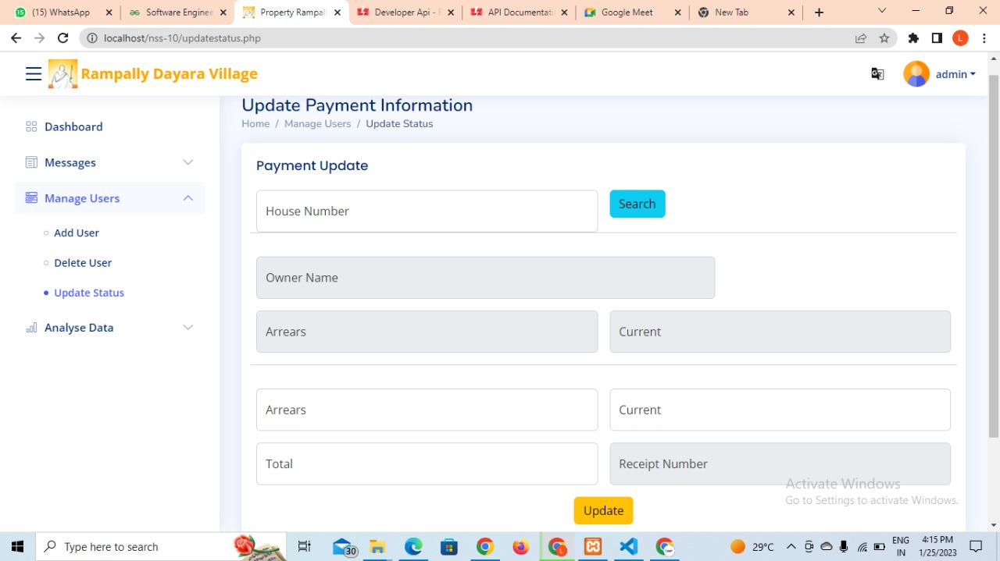 (15) WhatsApp
Software Engine
Property Rampall
Developer Api - F
API Documentati
Google Meet
New Tab
localhost/nss-10/updatestatus.php
L
Rampally Dayara Village
admin
Update Payment Information
Home / Manage Users / Update Status
Dashboard
Messages
Manage Users
Add User
Delete User
Update Status
Analyse Data
Payment Update
House Number
Search
Owner Name
Arrears
Current
Arrears
Current
Total
Receipt Number
Update
Activate Windows
Go to Settings to activate Windows.
Type here to search
30
L
29°C
ENG
IN
4:15 PM
1/25/2023